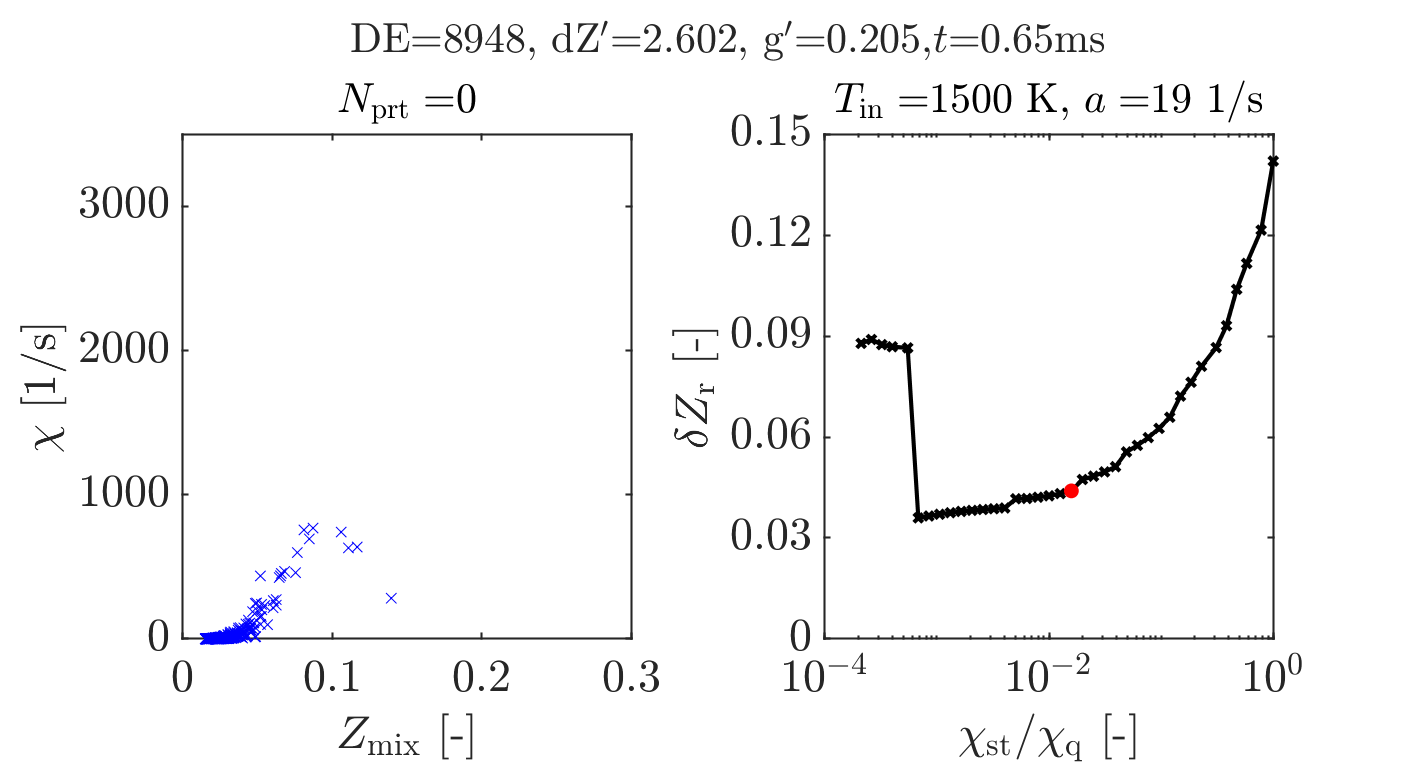 DE=8948, dZ′=2.602, g′=0.205,t=0.65ms
N_prt =0
3000
2000
1000
0
χ [1/s]
0 0.1 0.2 0.3
Z_mix [-]
T_in =1500 K, a =19 1/s
0.15
0.12
0.09
0.06
0.03
0
δZ_r [-]
10^−4 10^−2 10^0
χ_st/χ_q [-]